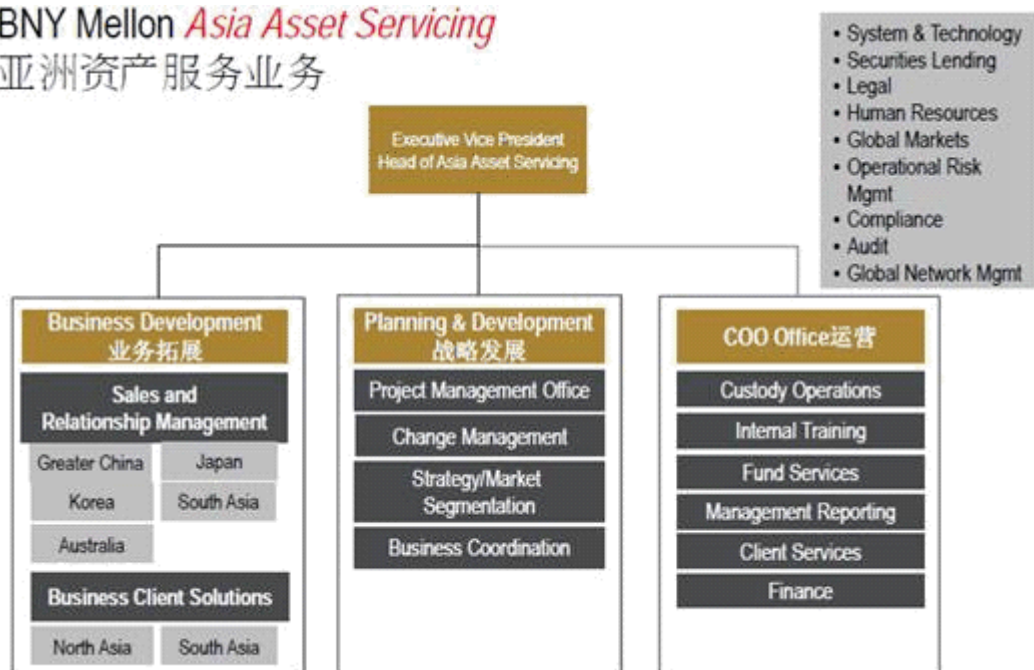 BNY Mellon Asia Asset Servicing
亚洲资产服务业务
• System & Technology
• Securities Lending
• Legal
• Human Resources
• Global Markets
• Operational Risk
Mgmt
• Compliance
• Audit
• Global Network Mgmt
Executive Vice President
Head of Asia Asset Servicing
Business Development
业务拓展
Sales and
Relationship Management
Greater China
Japan
Korea
South Asia
Australia
Business Client Solutions
North Asia
South Asia
Planning & Development
战略发展
Project Management Office
Change Management
Strategy/Market
Segmentation
Business Coordination
COO Office运营
Custody Operations
Internal Training
Fund Services
Management Reporting
Client Services
Finance